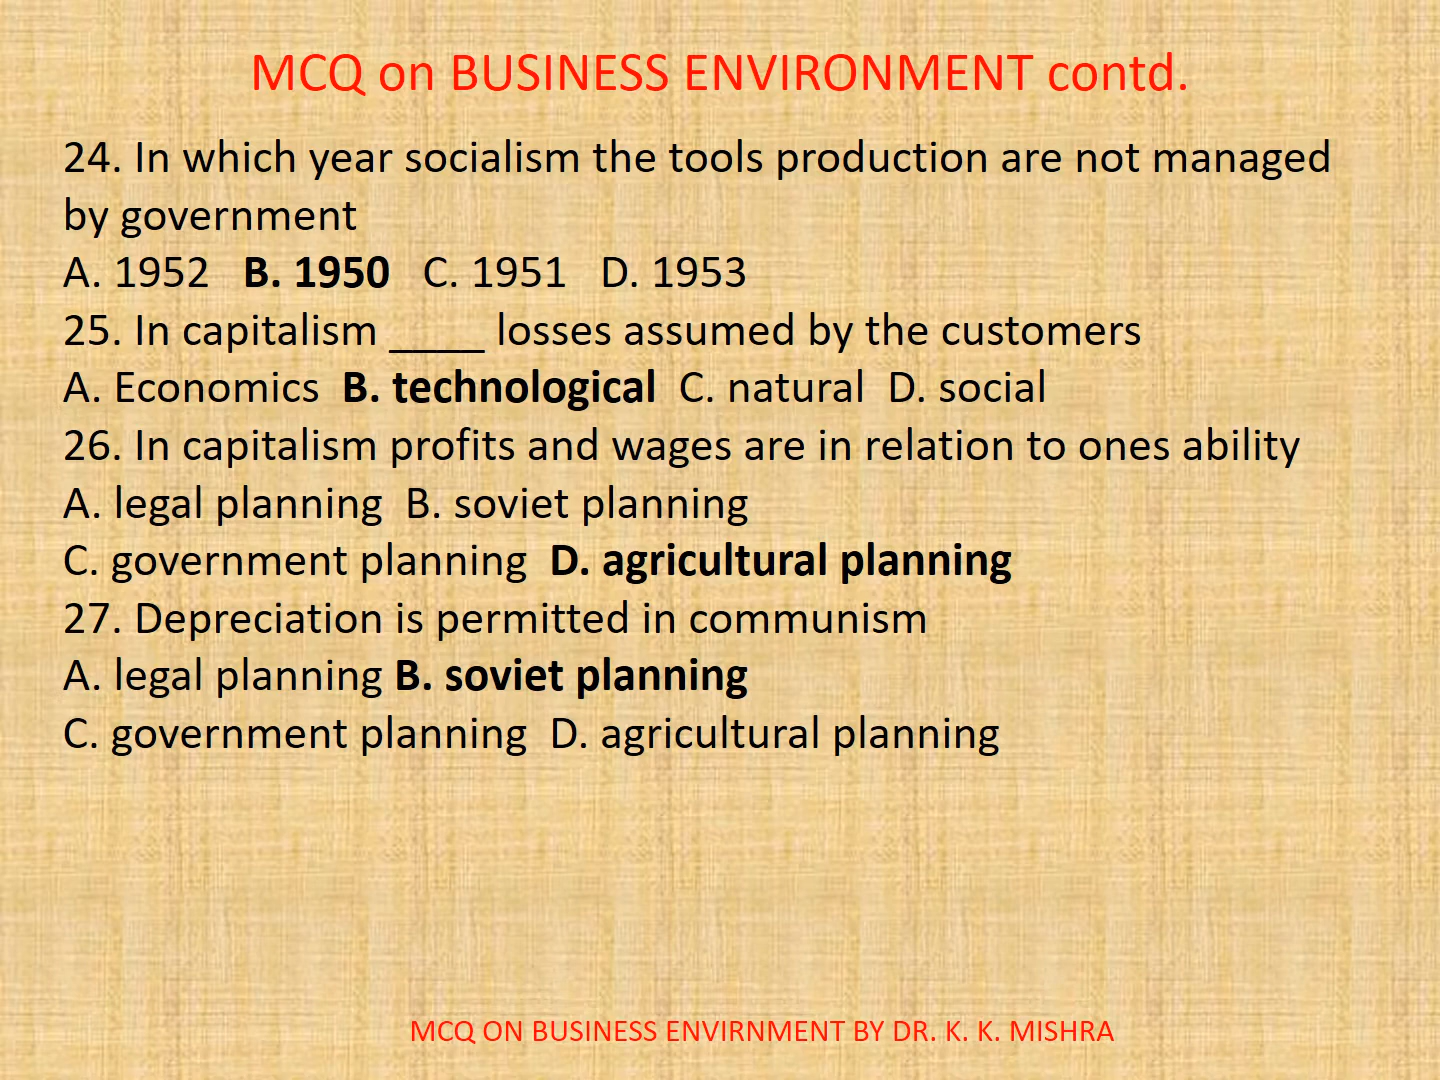 MCQ on BUSINESS ENVIRONMENT contd.
24. In which year socialism the tools production are not managed
by government
A. 1952 B. 1950 C. 1951 D. 1953
25. In capitalism ____ losses assumed by the customers
A. Economics B. technological C. natural D. social
26. In capitalism profits and wages are in relation to ones ability
A. legal planning B. soviet planning
C. government planning D. agricultural planning
27. Depreciation is permitted in communism
A. legal planning B. soviet planning
C. government planning D. agricultural planning
MCQ ON BUSINESS ENVIRNMENT BY DR. K. K. MISHRA